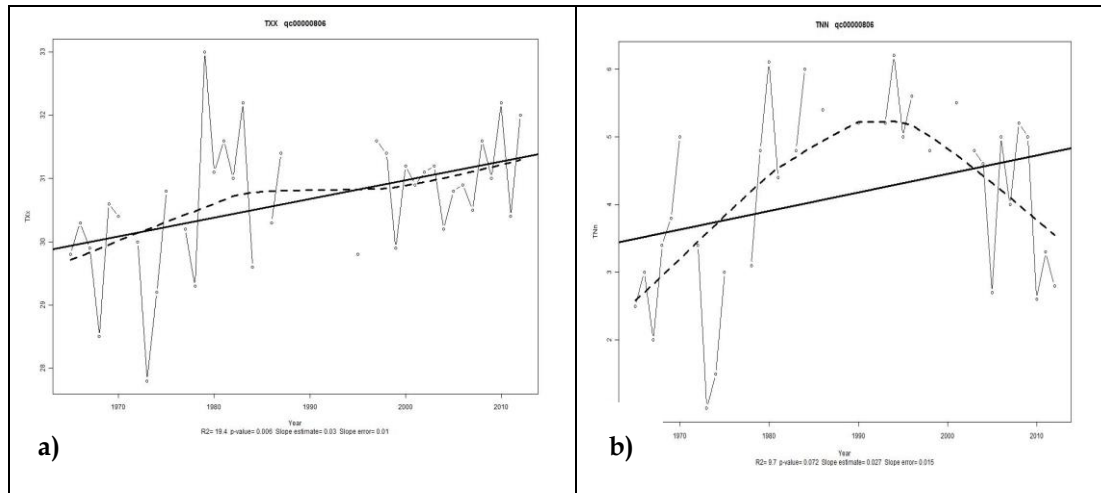 TXX qc00000806
33
32
31
30
29
28
TXx
1970 1980 1990 2000 2010
Year
R2= 19.4 p-value= 0.006 Slope estimate= 0.03 Slope error= 0.01
a)
TNN qc00000806
6
5
4
3
2
TNn
1970 1980 1990 2000 2010
Year
R2= 9.7 p-value= 0.072 Slope estimate= 0.027 Slope error= 0.015
b)